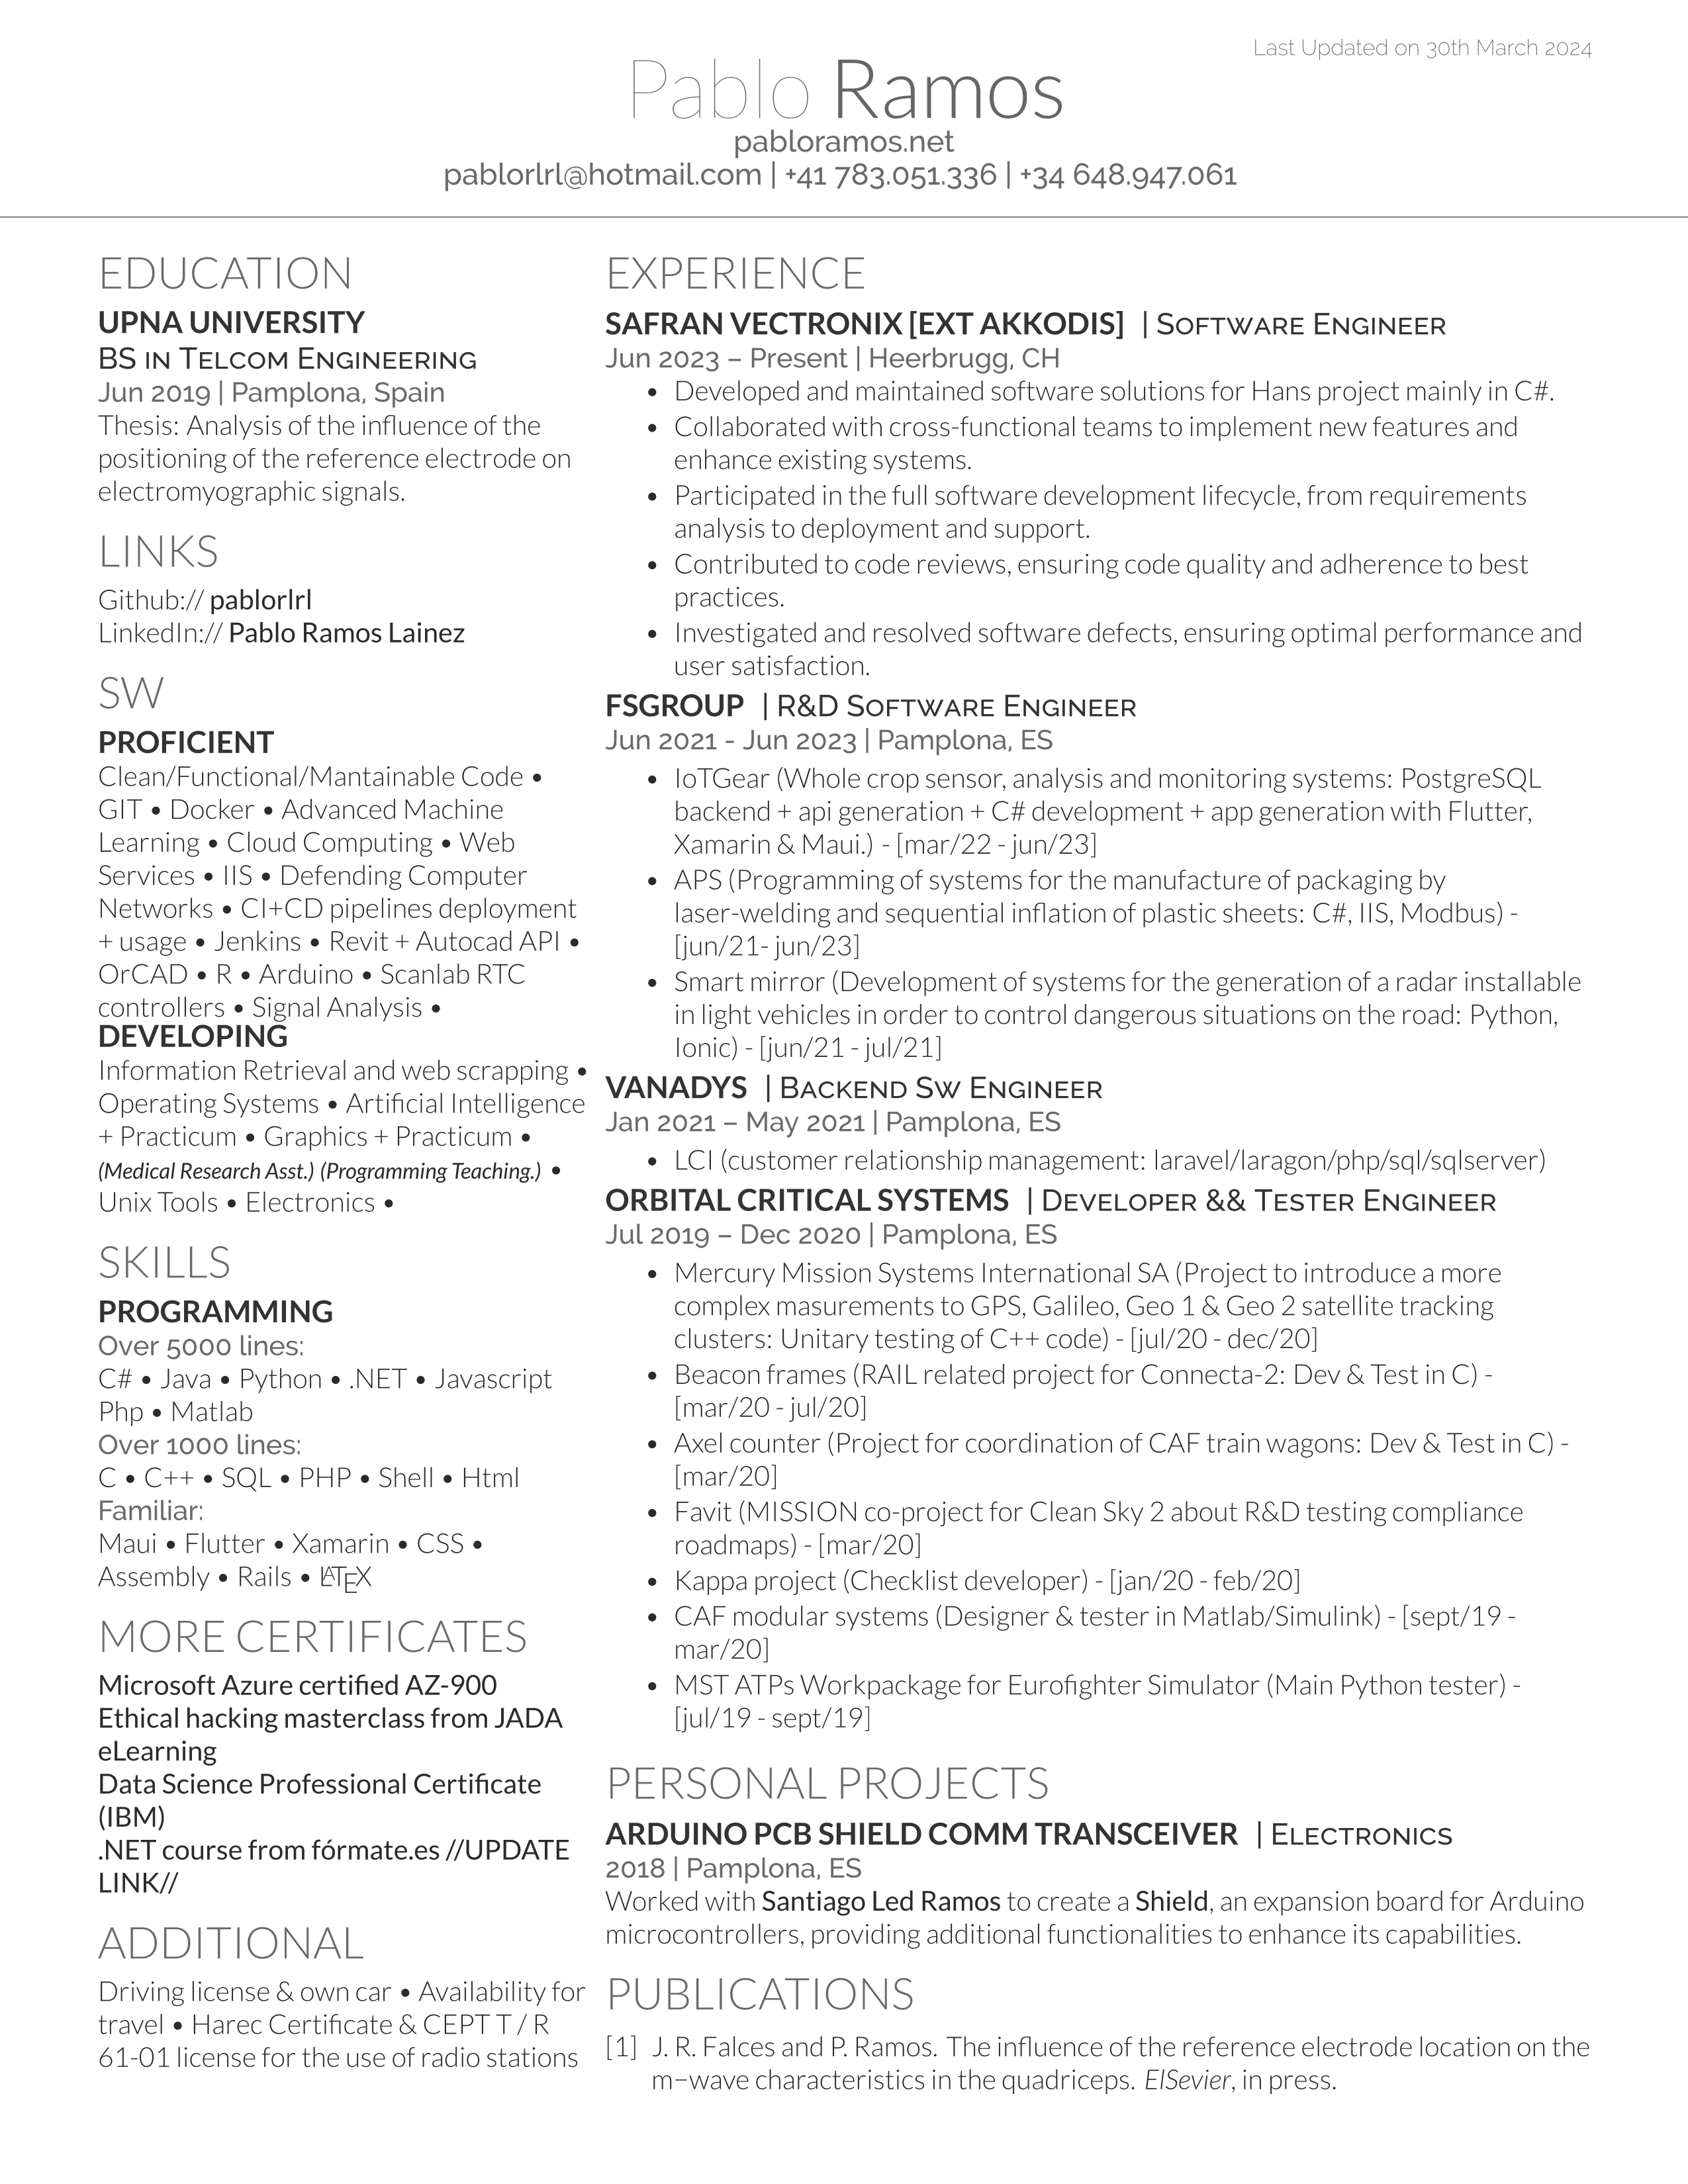 Last Updated on 30th March 2024
Pablo Ramos
pabloramos.net
pablorlrl@hotmail.com | +41 783.051.336 | +34 648.947.061
EDUCATION
UPNA UNIVERSITY
BS in Telcom Engineering
Jun 2019 | Pamplona, Spain
Thesis: Analysis of the influence of the
positioning of the reference electrode on
electromyographic signals.
LINKS
Github:// pablorlrl
LinkedIn:// Pablo Ramos Lainez
SW
PROFICIENT
Clean/Functional/Mantainable Code •
GIT • Docker • Advanced Machine
Learning • Cloud Computing • Web
Services • IIS • Defending Computer
Networks • CI+CD pipelines deployment
+ usage • Jenkins • Revit + Autocad API •
OrCAD • R • Arduino • Scanlab RTC
controllers • Signal Analysis •
DEVELOPING
Information Retrieval and web scrapping •
Operating Systems • Artificial Intelligence
+ Practicum • Graphics + Practicum •
(Medical Research Asst.) (Programming Teaching.) •
Unix Tools • Electronics •
SKILLS
PROGRAMMING
Over 5000 lines:
C# • Java • Python • .NET • Javascript
Php • Matlab
Over 1000 lines:
C • C++ • SQL • PHP • Shell • Html
Familiar:
Maui • Flutter • Xamarin • CSS •
Assembly • Rails • LATEX
MORE CERTIFICATES
Microsoft Azure certified AZ-900
Ethical hacking masterclass from JADA
eLearning
Data Science Professional Certificate
(IBM)
.NET course from fórmate.es //UPDATE
LINK//
ADDITIONAL
Driving license & own car • Availability for
travel • Harec Certificate & CEPT T / R
61-01 license for the use of radio stations
EXPERIENCE
SAFRAN VECTRONIX [EXT AKKODIS] | Software Engineer
Jun 2023 – Present | Heerbrugg, CH
• Developed and maintained software solutions for Hans project mainly in C#.
• Collaborated with cross-functional teams to implement new features and
enhance existing systems.
• Participated in the full software development lifecycle, from requirements
analysis to deployment and support.
• Contributed to code reviews, ensuring code quality and adherence to best
practices.
• Investigated and resolved software defects, ensuring optimal performance and
user satisfaction.
FSGROUP | R&D Software Engineer
Jun 2021 - Jun 2023 | Pamplona, ES
• IoTGear (Whole crop sensor, analysis and monitoring systems: PostgreSQL
backend + api generation + C# development + app generation with Flutter,
Xamarin & Maui.) - [mar/22 - jun/23]
• APS (Programming of systems for the manufacture of packaging by
laser-welding and sequential inflation of plastic sheets: C#, IIS, Modbus) -
[jun/21- jun/23]
• Smart mirror (Development of systems for the generation of a radar installable
in light vehicles in order to control dangerous situations on the road: Python,
Ionic) - [jun/21 - jul/21]
VANADYS | Backend Sw Engineer
Jan 2021 – May 2021 | Pamplona, ES
• LCI (customer relationship management: laravel/laragon/php/sql/sqlserver)
ORBITAL CRITICAL SYSTEMS | Developer && Tester Engineer
Jul 2019 – Dec 2020 | Pamplona, ES
• Mercury Mission Systems International SA (Project to introduce a more
complex masurements to GPS, Galileo, Geo 1 & Geo 2 satellite tracking
clusters: Unitary testing of C++ code) - [jul/20 - dec/20]
• Beacon frames (RAIL related project for Connecta-2: Dev & Test in C) -
[mar/20 - jul/20]
• Axel counter (Project for coordination of CAF train wagons: Dev & Test in C) -
[mar/20]
• Favit (MISSION co-project for Clean Sky 2 about R&D testing compliance
roadmaps) - [mar/20]
• Kappa project (Checklist developer) - [jan/20 - feb/20]
• CAF modular systems (Designer & tester in Matlab/Simulink) - [sept/19 -
mar/20]
• MST ATPs Workpackage for Eurofighter Simulator (Main Python tester) -
[jul/19 - sept/19]
PERSONAL PROJECTS
ARDUINO PCB SHIELD COMM TRANSCEIVER | Electronics
2018 | Pamplona, ES
Worked with Santiago Led Ramos to create a Shield, an expansion board for Arduino
microcontrollers, providing additional functionalities to enhance its capabilities.
PUBLICATIONS
[1] J. R. Falces and P. Ramos. The influence of the reference electrode location on the
m−wave characteristics in the quadriceps. ElSevier, in press.